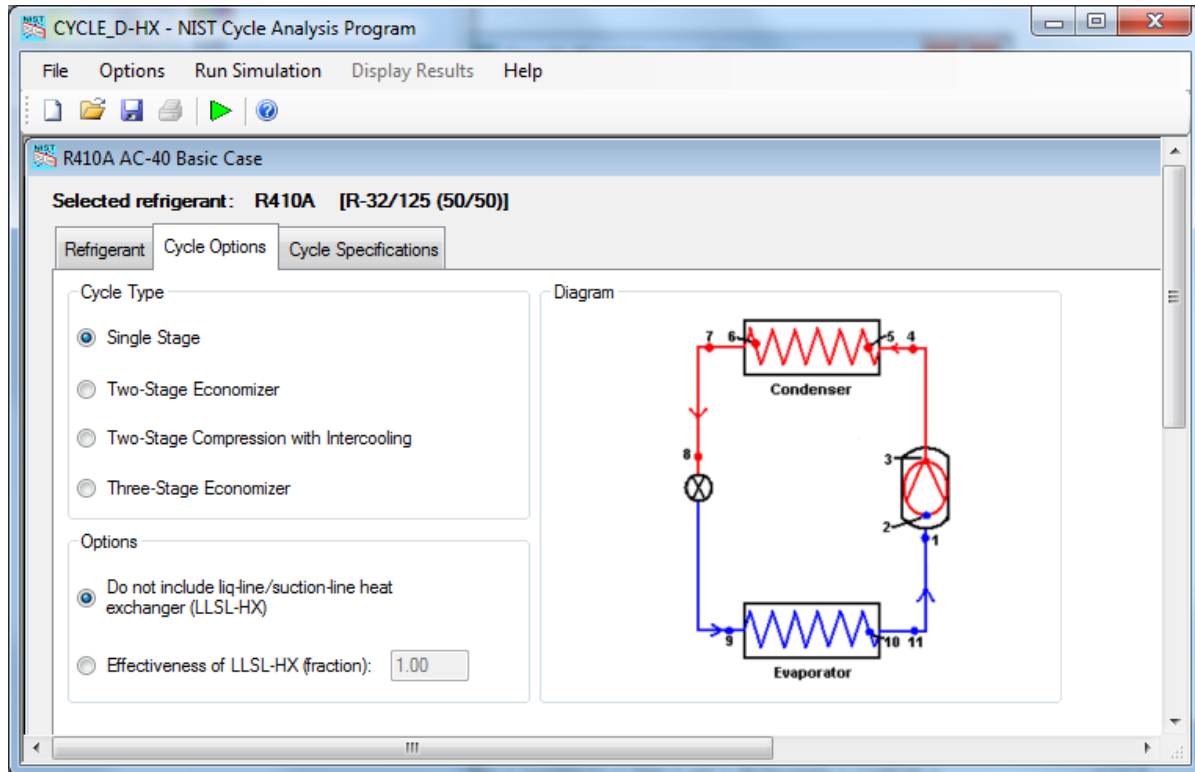 CYCLE_D-HX - NIST Cycle Analysis Program
File Options Run Simulation Display Results Help
NIST
R410A AC-40 Basic Case
Selected refrigerant: R410A [R-32/125 (50/50)]
Refrigerant Cycle Options Cycle Specifications
Cycle Type
Single Stage
Two-Stage Economizer
Two-Stage Compression with Intercooling
Three-Stage Economizer
Options
Do not include liq-line/suction-line heat
exchanger (LLSL-HX)
Effectiveness of LLSL-HX (fraction): 1.00
Diagram
7 6 5 4
Condenser
8 3
2 1
9 10 11
Evaporator